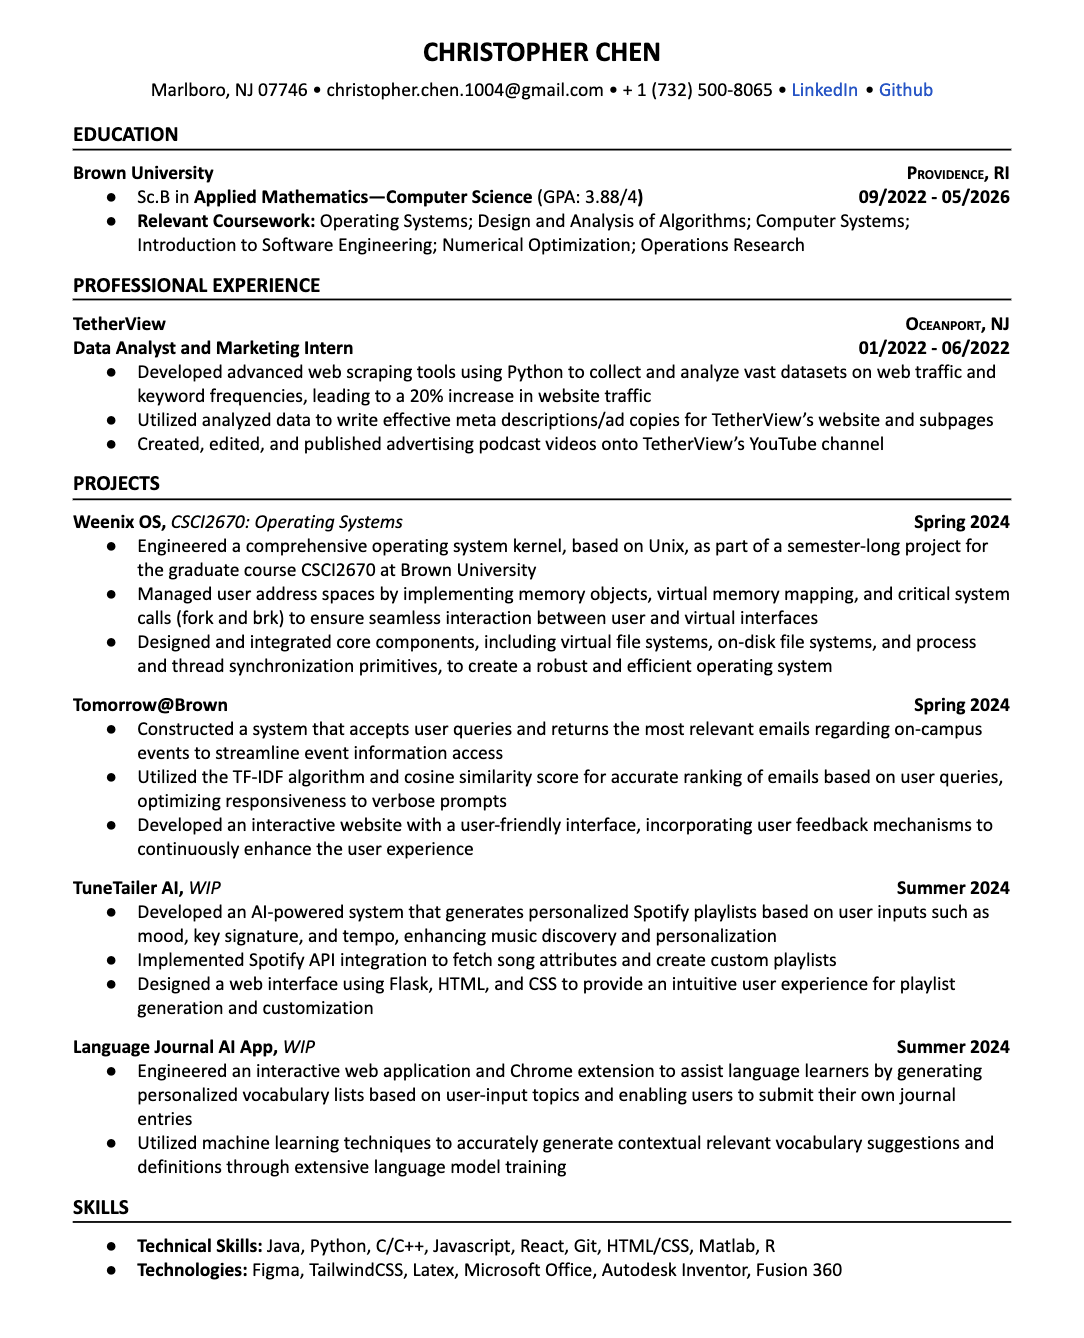 CHRISTOPHER CHEN
Marlboro, NJ 07746 • christopher.chen.1004@gmail.com • + 1 (732) 500-8065 • LinkedIn • Github
EDUCATION
Brown University Providence, RI
● Sc.B in Applied Mathematics—Computer Science (GPA: 3.88/4) 09/2022 - 05/2026
● Relevant Coursework: Operating Systems; Design and Analysis of Algorithms; Computer Systems;
Introduction to Software Engineering; Numerical Optimization; Operations Research
PROFESSIONAL EXPERIENCE
TetherView Oceanport, NJ
Data Analyst and Marketing Intern 01/2022 - 06/2022
● Developed advanced web scraping tools using Python to collect and analyze vast datasets on web traffic and
keyword frequencies, leading to a 20% increase in website traffic
● Utilized analyzed data to write effective meta descriptions/ad copies for TetherView’s website and subpages
● Created, edited, and published advertising podcast videos onto TetherView’s YouTube channel
PROJECTS
Weenix OS, CSCI2670: Operating Systems Spring 2024
● Engineered a comprehensive operating system kernel, based on Unix, as part of a semester-long project for
the graduate course CSCI2670 at Brown University
● Managed user address spaces by implementing memory objects, virtual memory mapping, and critical system
calls (fork and brk) to ensure seamless interaction between user and virtual interfaces
● Designed and integrated core components, including virtual file systems, on-disk file systems, and process
and thread synchronization primitives, to create a robust and efficient operating system
Tomorrow@Brown Spring 2024
● Constructed a system that accepts user queries and returns the most relevant emails regarding on-campus
events to streamline event information access
● Utilized the TF-IDF algorithm and cosine similarity score for accurate ranking of emails based on user queries,
optimizing responsiveness to verbose prompts
● Developed an interactive website with a user-friendly interface, incorporating user feedback mechanisms to
continuously enhance the user experience
TuneTailer AI, WIP Summer 2024
● Developed an AI-powered system that generates personalized Spotify playlists based on user inputs such as
mood, key signature, and tempo, enhancing music discovery and personalization
● Implemented Spotify API integration to fetch song attributes and create custom playlists
● Designed a web interface using Flask, HTML, and CSS to provide an intuitive user experience for playlist
generation and customization
Language Journal AI App, WIP Summer 2024
● Engineered an interactive web application and Chrome extension to assist language learners by generating
personalized vocabulary lists based on user-input topics and enabling users to submit their own journal
entries
● Utilized machine learning techniques to accurately generate contextual relevant vocabulary suggestions and
definitions through extensive language model training
SKILLS
● Technical Skills: Java, Python, C/C++, Javascript, React, Git, HTML/CSS, Matlab, R
● Technologies: Figma, TailwindCSS, Latex, Microsoft Office, Autodesk Inventor, Fusion 360